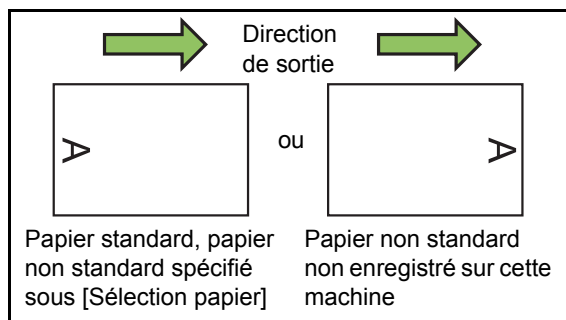 Direction
de sortie
A
ou
A
Papier standard, papier
non standard spécifié
sous [Sélection papier]
Papier non standard
non enregistré sur cette
machine